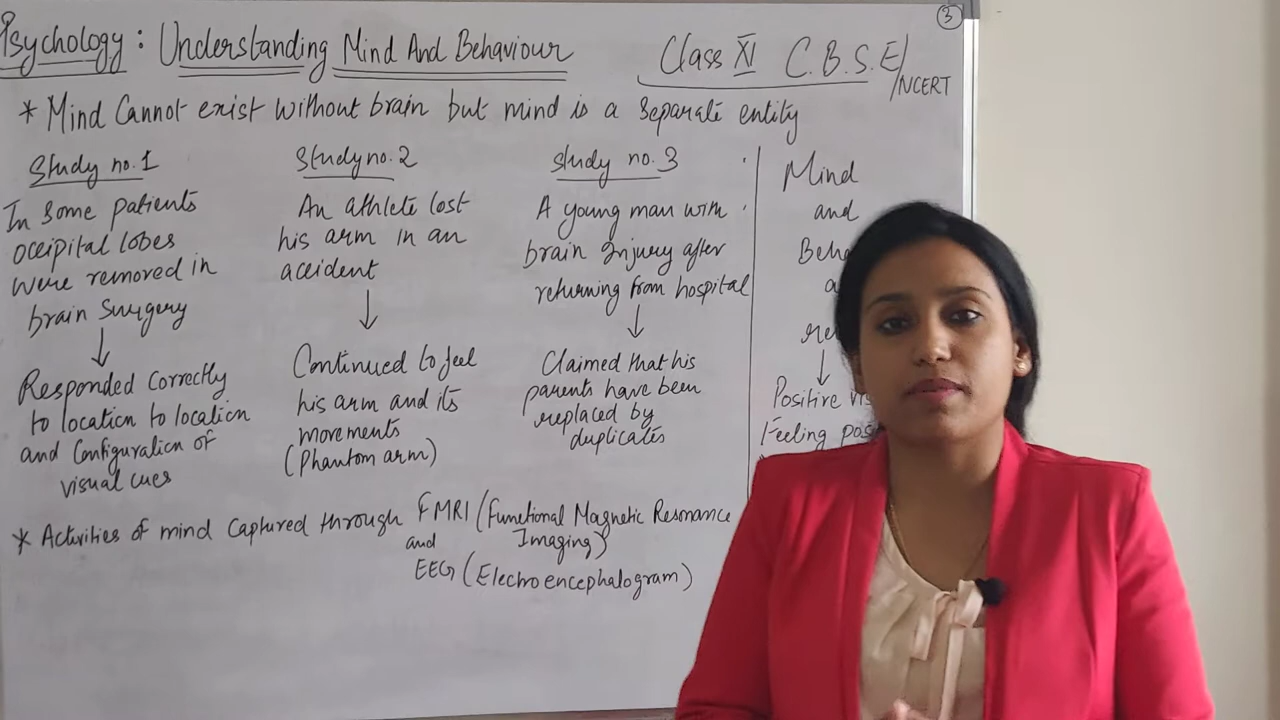 3
Psychology: Understanding Mind And Behaviour
Class XI C.B.S.E/NCERT
* Mind Cannot exist without brain but mind is a separate entity
Study no.1
In some patients
occipital lobes
were removed in
brain surgery
↓
Responded Correctly
to location to location
and Configuration of
visual cues
Study no.2
An athlete lost
his arm in an
accident
↓
Continued to feel
his arm and its
movements
(Phantom arm)
Study no.3
A young man with
brain injury after
returning from hospital
↓
Claimed that his
parents have been
replaced by
duplicates
Mind
and
↓
Positive
Feeling
* Activities of mind Captured through FMRI (Functional Magnetic Resonance
Imaging)
and
EEG (Electroencephalogram)